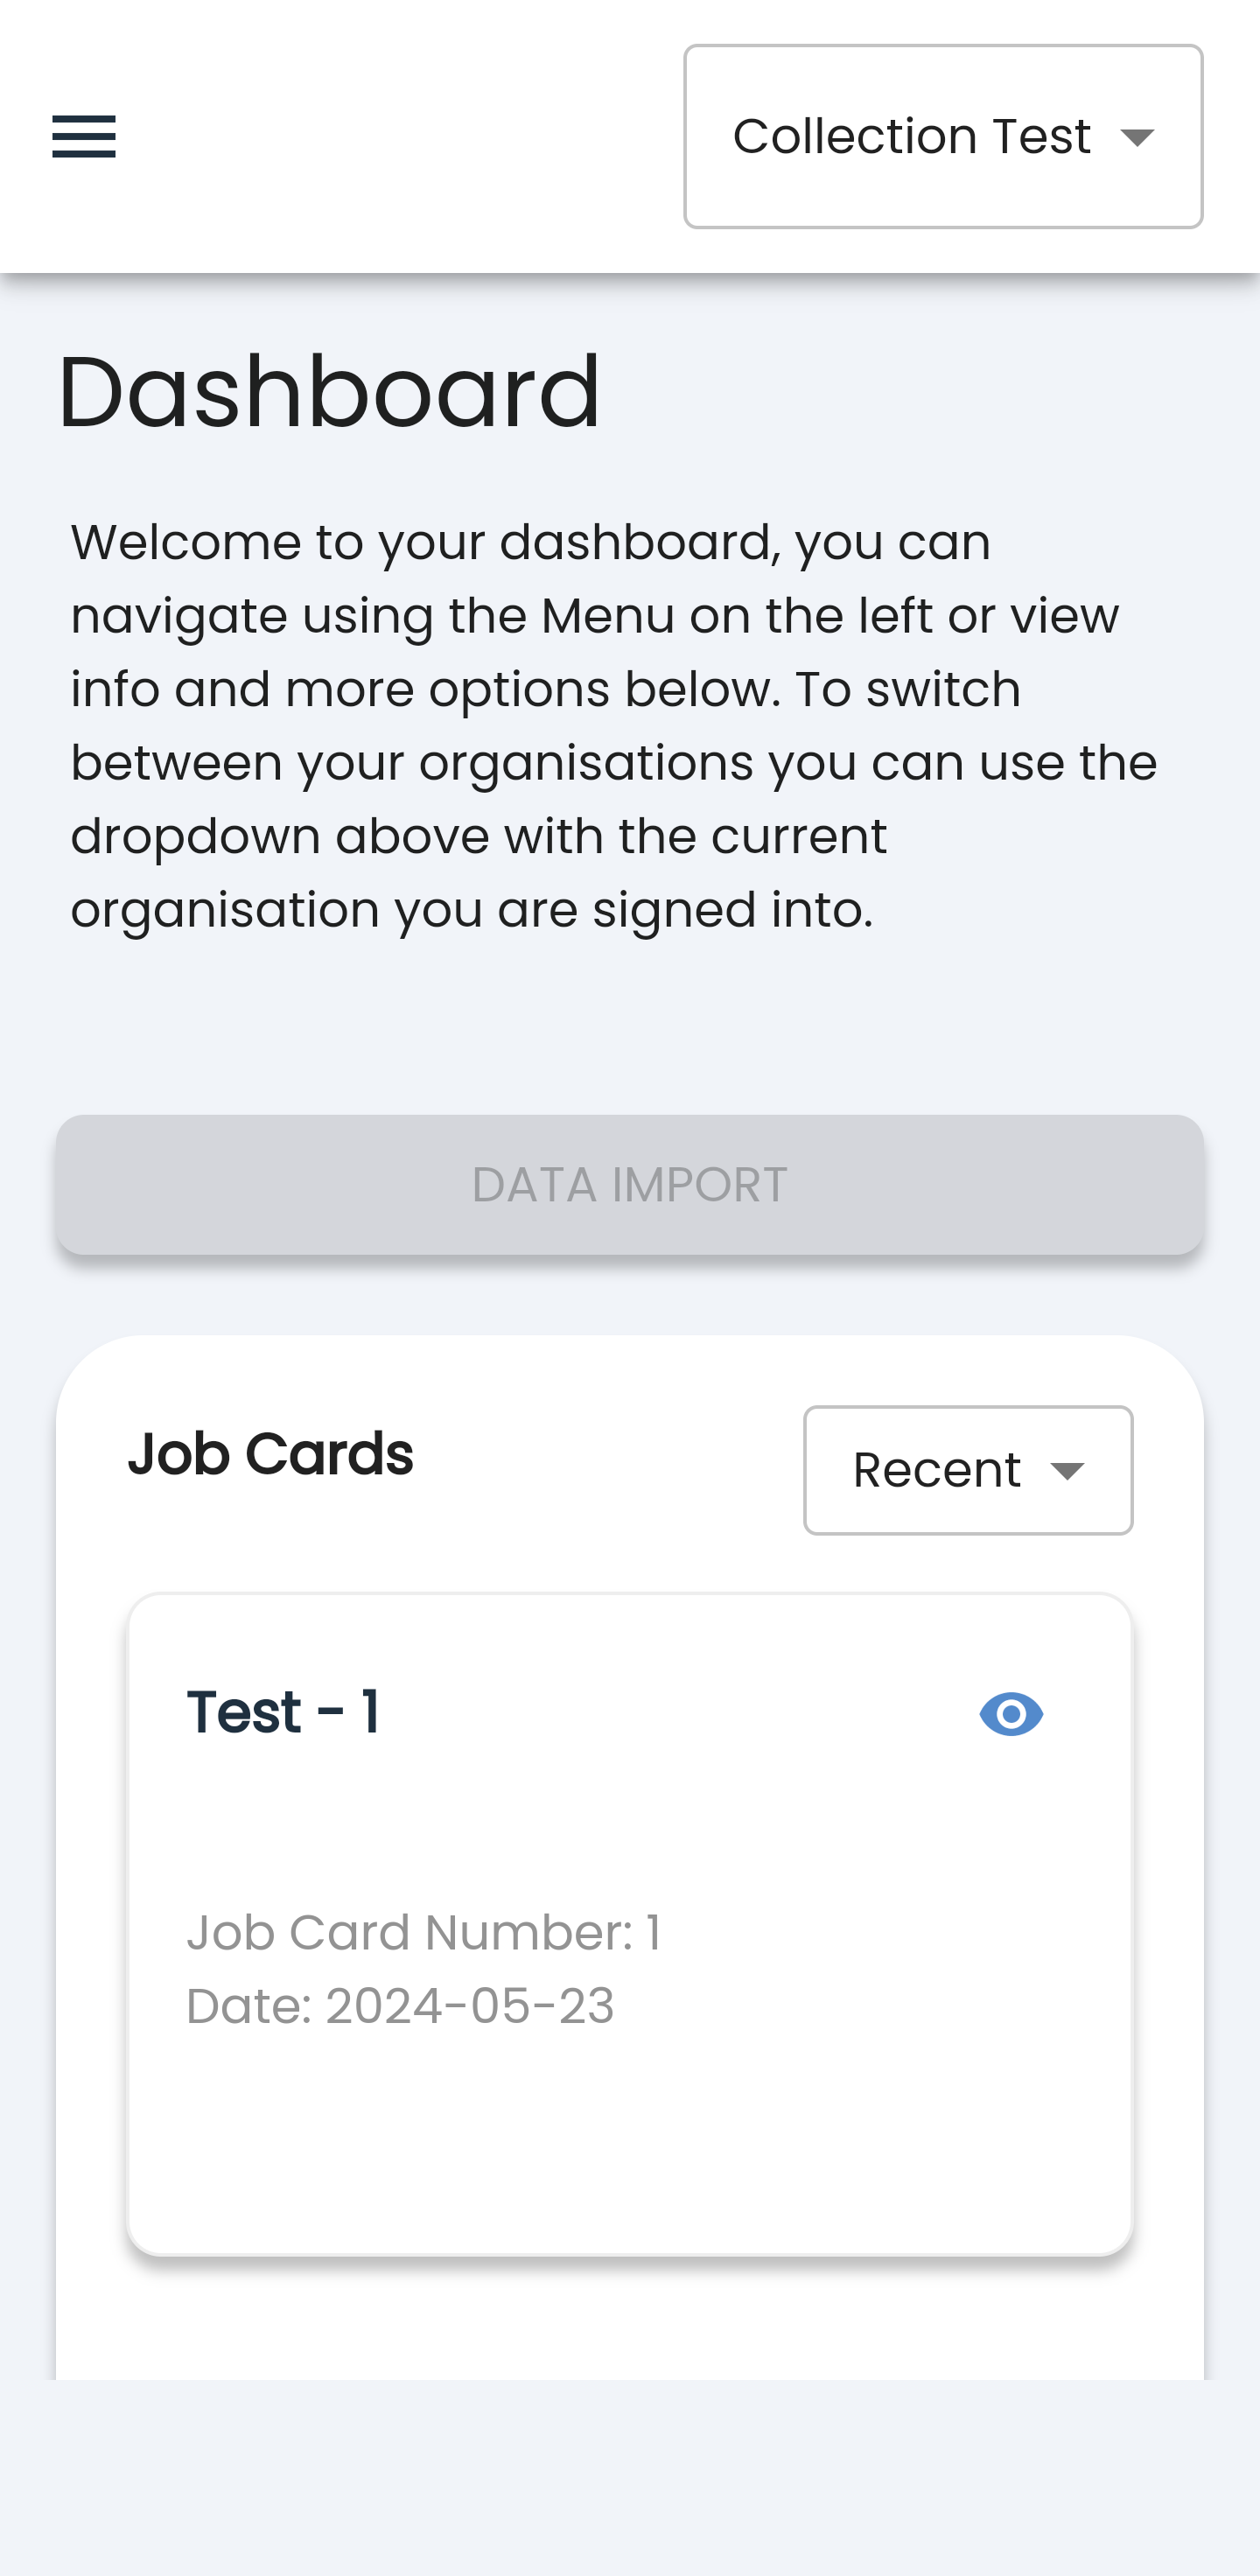 Collection Test
Dashboard
Welcome to your dashboard, you can
navigate using the Menu on the left or view
info and more options below. To switch
between your organisations you can use the
dropdown above with the current
organisation you are signed into.
DATA IMPORT
Job Cards
Recent
Test - 1
Job Card Number: 1
Date: 2024-05-23